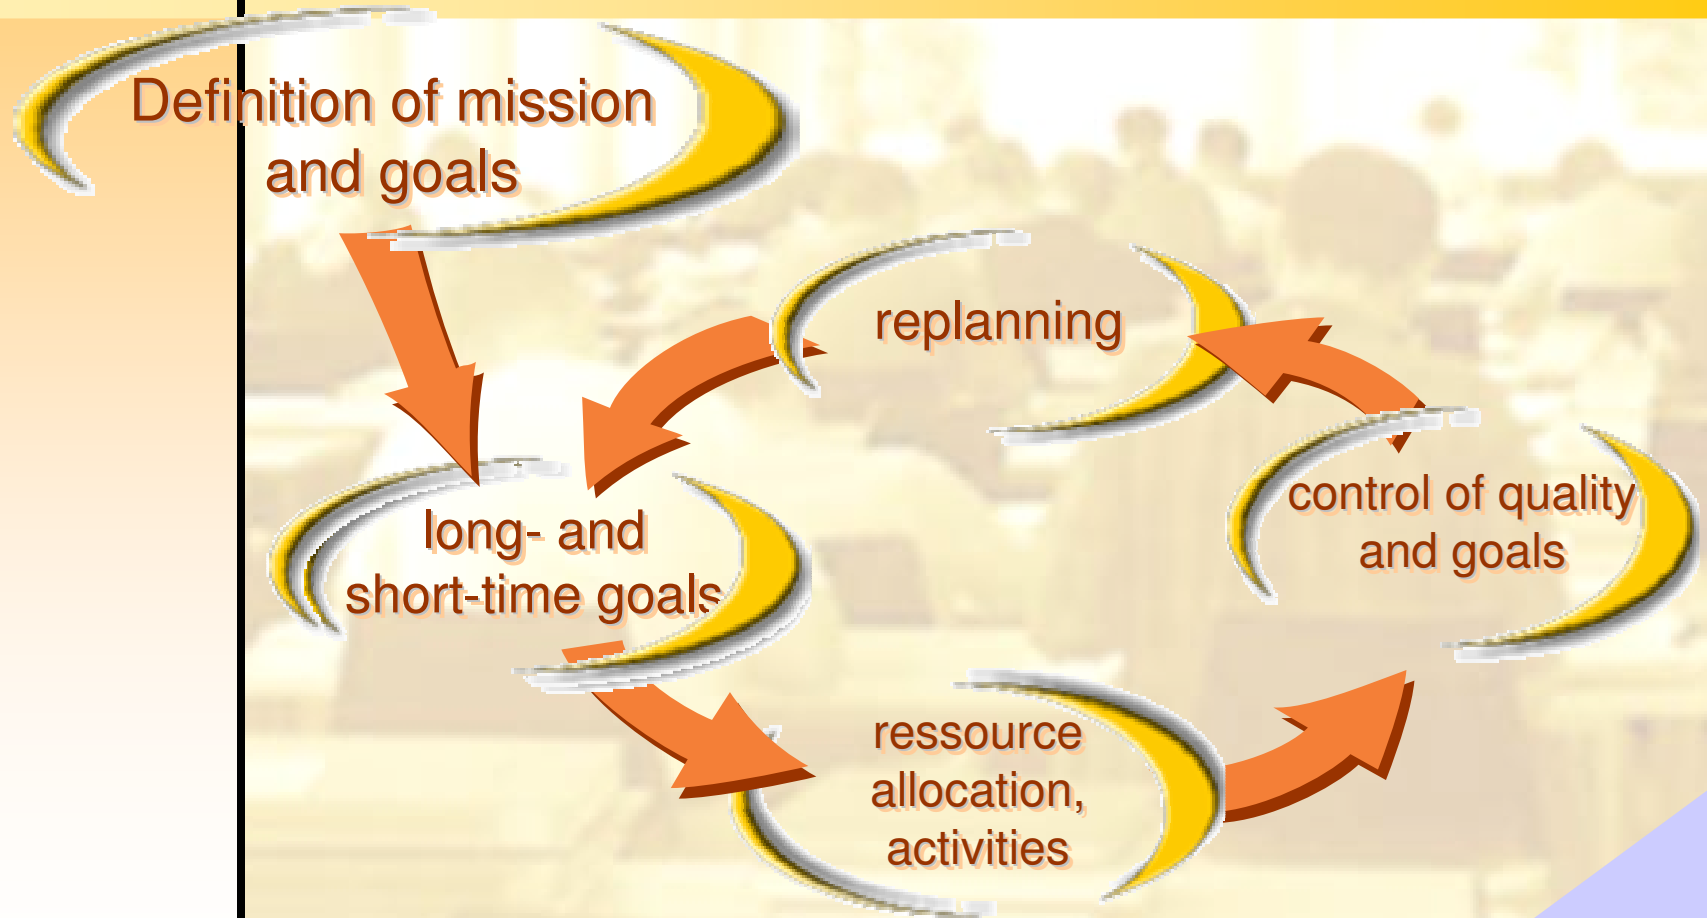 Definition of mission
and goals
replanning
long- and
short-time goals
control of quality
and goals
ressource
allocation,
activities